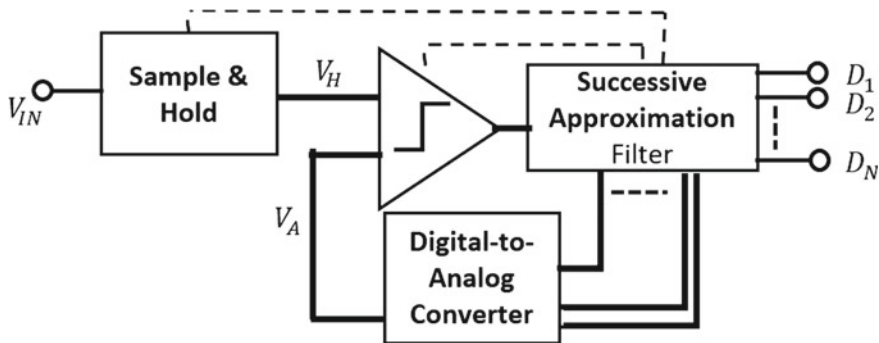 Sample &
Hold
V_IN
V_H
V_A
Successive
Approximation
Filter
D_1
D_2
D_N
Digital-to-
Analog
Converter